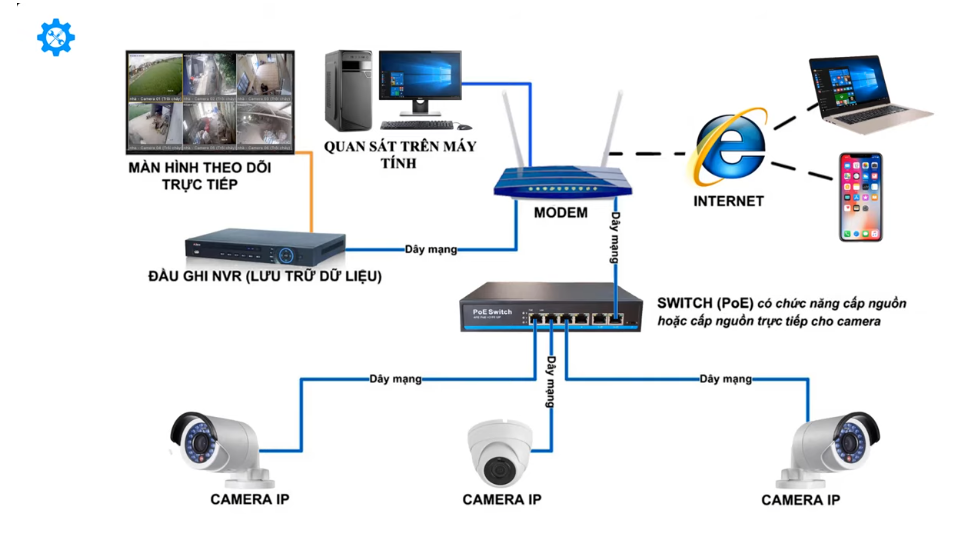 QUAN SÁT TRÊN MÁY
TÍNH
MÀN HÌNH THEO DÕI
TRỰC TIẾP
MODEM
INTERNET
Dây mạng
Dây mạng
ĐẦU GHI NVR (LƯU TRỮ DỮ LIỆU)
PoE Switch
SWITCH (PoE) có chức năng cấp nguồn
hoặc cấp nguồn trực tiếp cho camera
Dây mạng
Dây mạng
Dây mạng
CAMERA IP
CAMERA IP
CAMERA IP